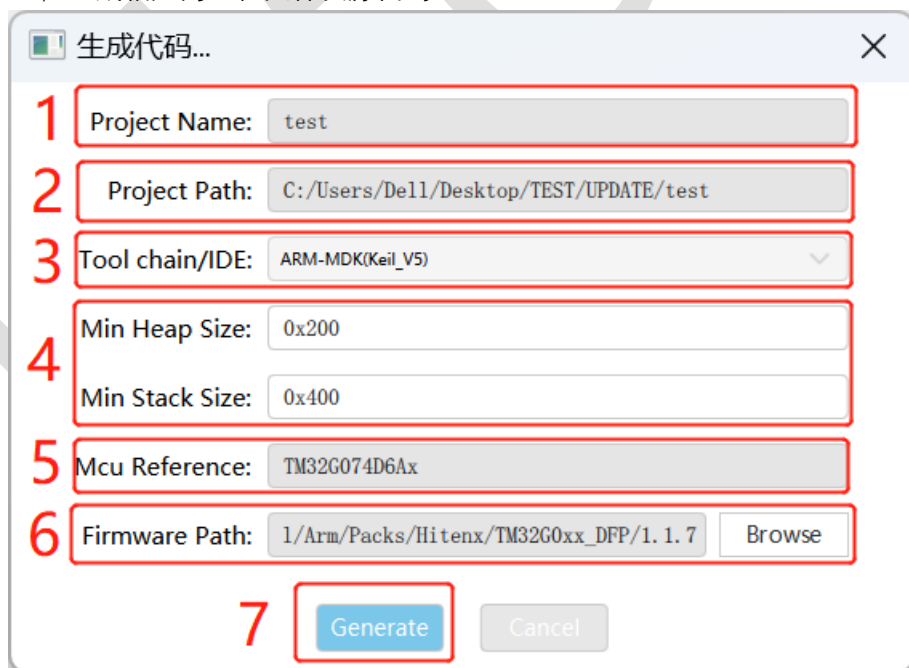 生成代码...
1 Project Name: test
2 Project Path: C:/Users/Dell/Desktop/TEST/UPDATE/test
3 Tool chain/IDE: ARM-MDK(Keil_V5)
Min Heap Size: 0x200
4
Min Stack Size: 0x400
5 Mcu Reference: TM32G074D6Ax
6 Firmware Path: l/Arm/Packs/Hitenx/TM32G0xx_DFP/1.1.7 Browse
7 Generate Cancel